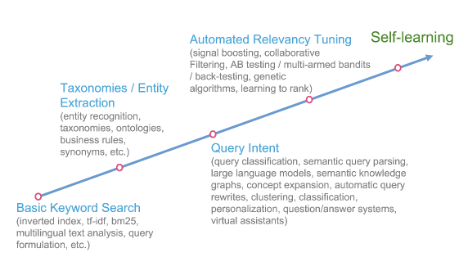 Automated Relevancy Tuning
(signal boosting, collaborative
Filtering, AB testing / multi-armed bandits
/ back-testing, genetic
algorithms, learning to rank)
Self-learning
Taxonomies / Entity
Extraction
(entity recognition,
taxonomies, ontologies,
business rules,
synonyms, etc.)
Query Intent
(query classification, semantic query parsing,
large language models, semantic knowledge
graphs, concept expansion, automatic query
rewrites, clustering, classification,
personalization, question/answer systems,
virtual assistants)
Basic Keyword Search
(inverted index, tf-idf, bm25,
multilingual text analysis, query
formulation, etc.)